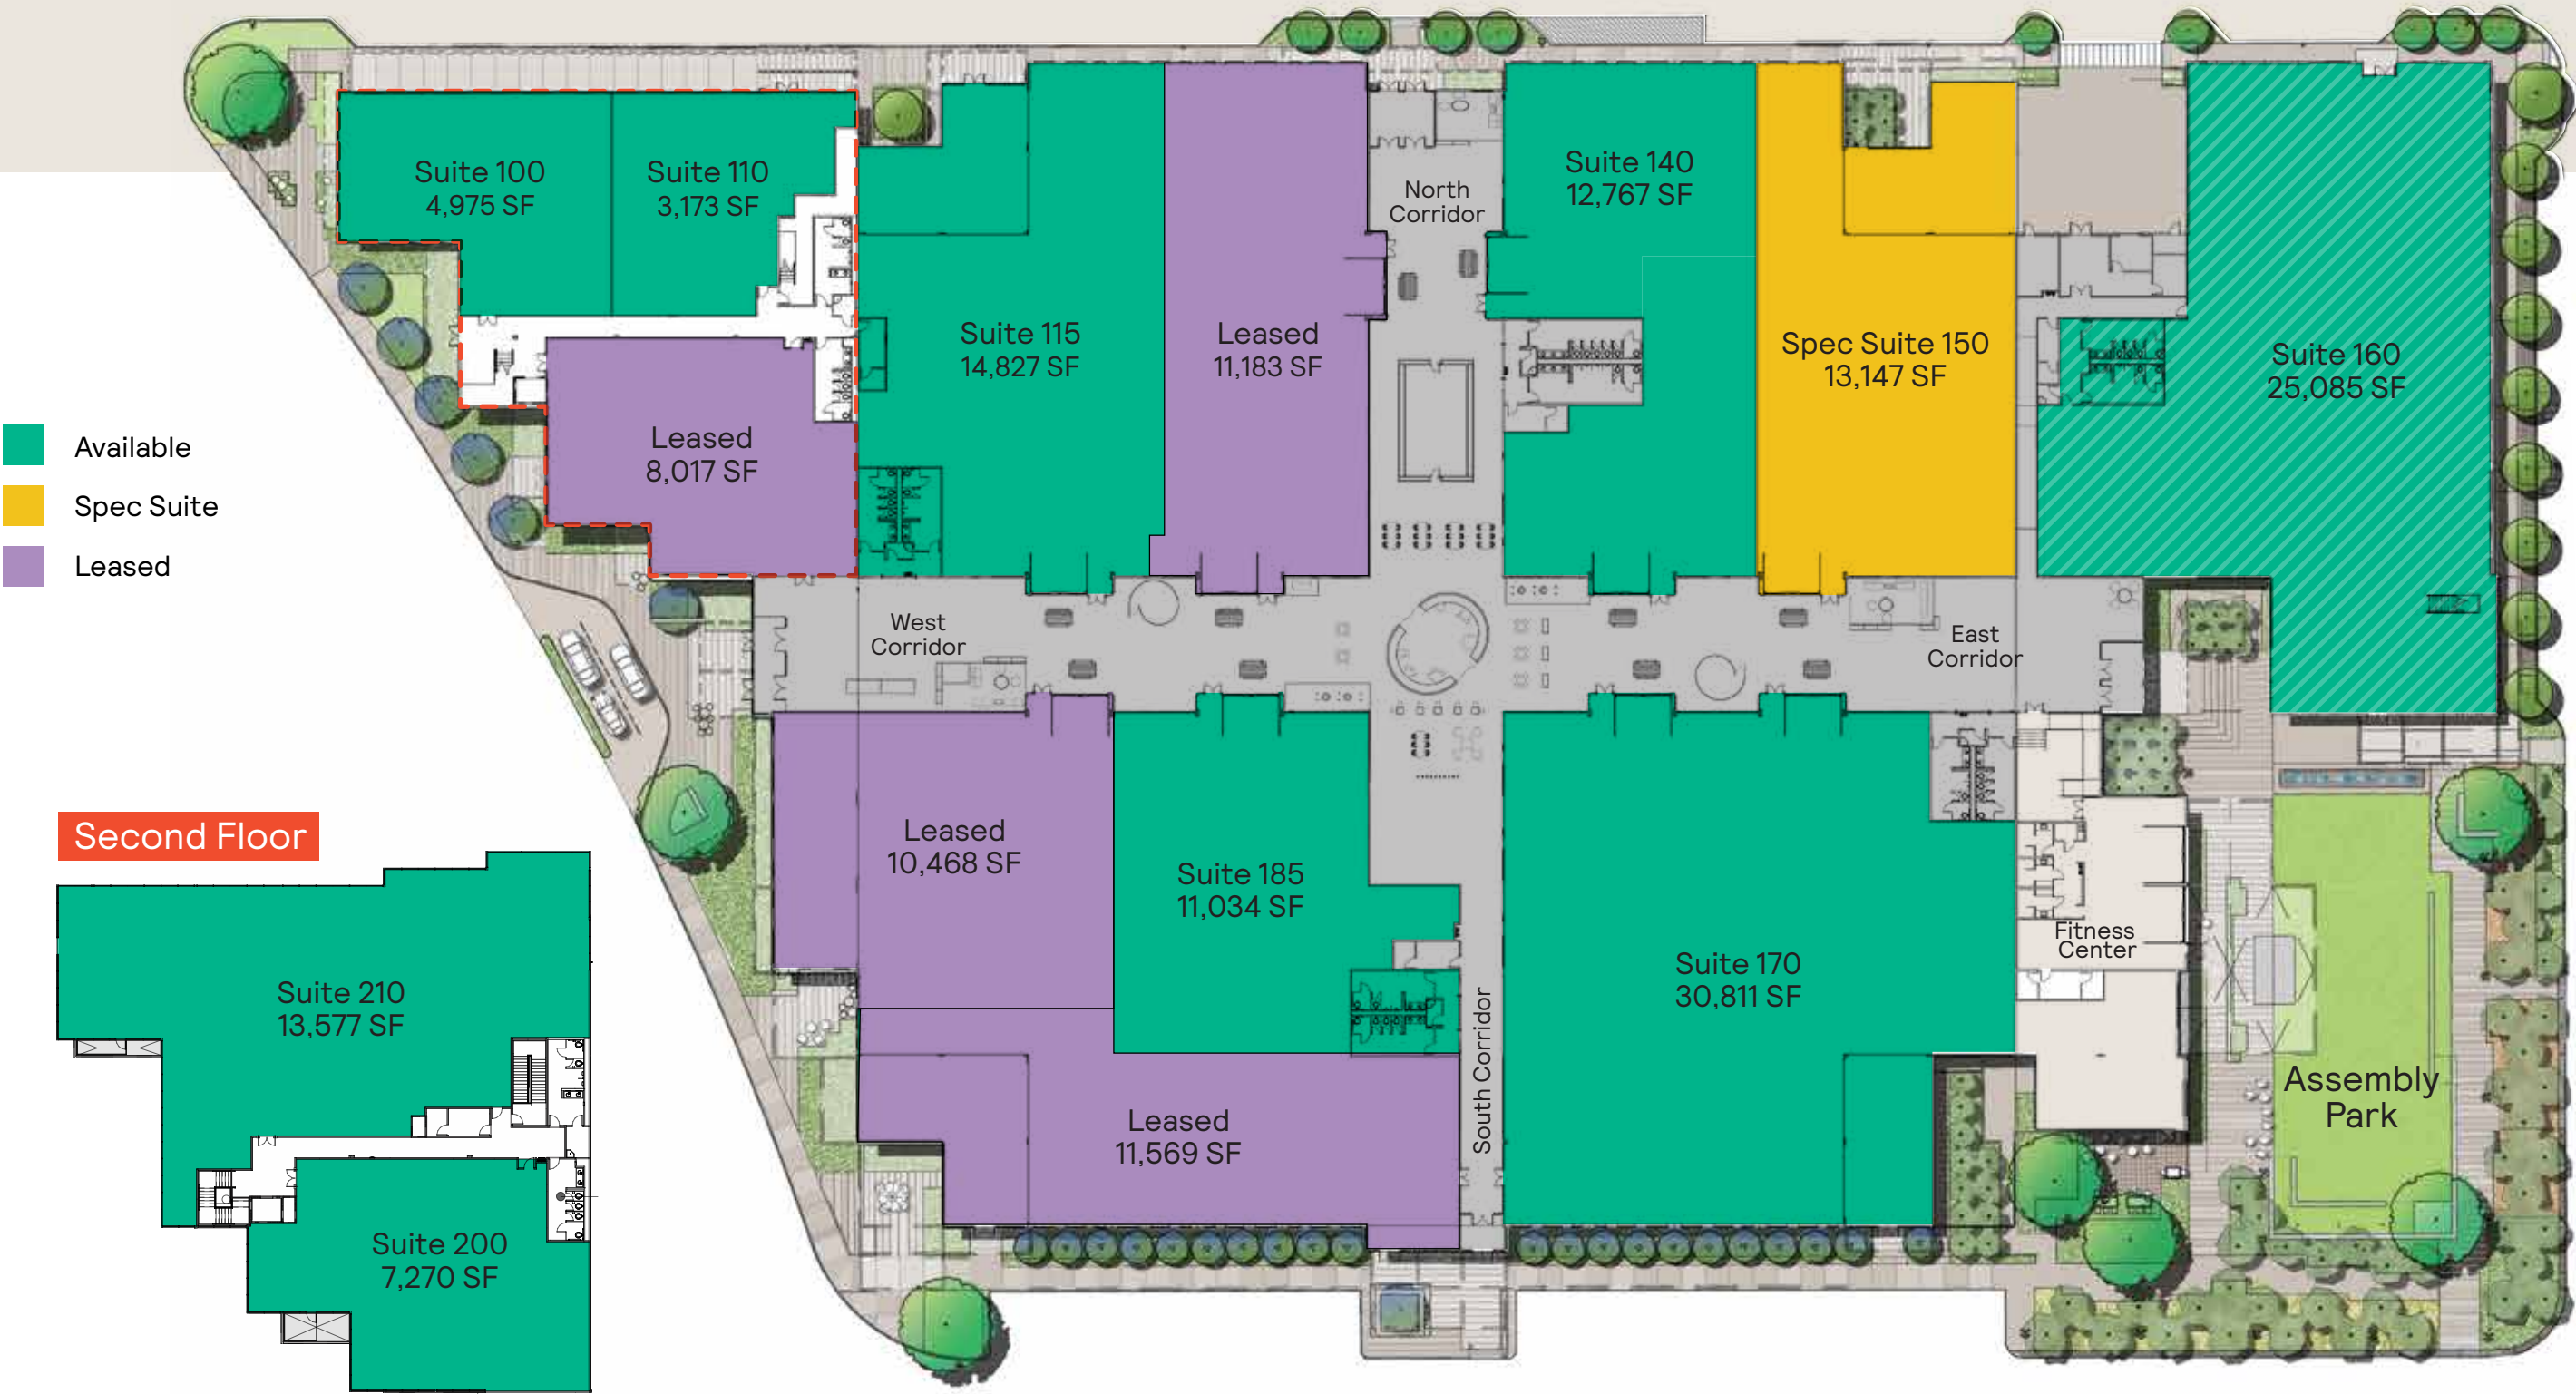 Suite 100
4,975 SF
Suite 110
3,173 SF
Suite 115
14,827 SF
Leased
11,183 SF
North
Corridor
Suite 140
12,767 SF
Spec Suite 150
13,147 SF
Suite 160
25,085 SF
Leased
8,017 SF
Available
Spec Suite
Leased
West
Corridor
East
Corridor
Leased
10,468 SF
Suite 185
11,034 SF
South Corridor
Suite 170
30,811 SF
Fitness
Center
Assembly
Park
Leased
11,569 SF
Second Floor
Suite 210
13,577 SF
Suite 200
7,270 SF